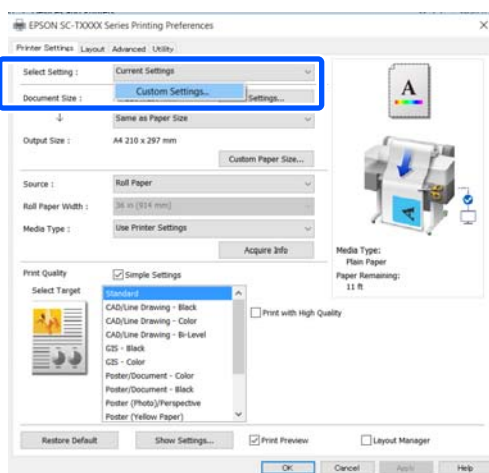 EPSON SC-TXXXX Series Printing Preferences
Printer Settings Layout Advanced Utility
Select Setting : Current Settings
Custom Settings...
Document Size : Settings...
↓ Same as Paper Size
Output Size : A4 210 x 297 mm
Custom Paper Size...
Source : Roll Paper
Roll Paper Width : 36 in (914 mm)
Media Type : Use Printer Settings
Acquire Info
Print Quality Simple Settings
Select Target
Standard
CAD/Line Drawing - Black
CAD/Line Drawing - Color
CAD/Line Drawing - Bi-Level
GIS - Black
GIS - Color
Poster/Document - Color
Poster/Document - Black
Poster (Photo)/Perspective
Poster (Yellow Paper)
Print with High Quality
A
Media Type:
Plain Paper
Paper Remaining:
11 ft
Restore Default Show Settings... Print Preview Layout Manager
OK Cancel Apply Help